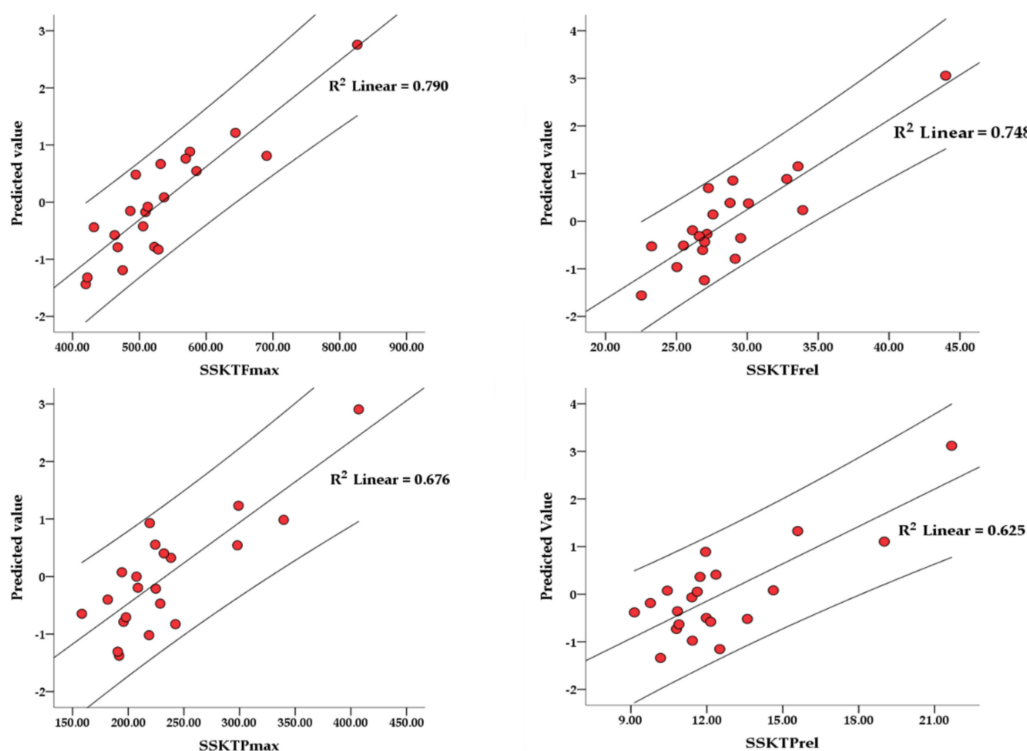 3
2
1
0
-1
-2
Predicted value
R² Linear = 0.790
400.00 500.00 600.00 700.00 800.00 900.00
SSKTFmax
4
3
2
1
0
-1
-2
Predicted value
R² Linear = 0.748
20.00 25.00 30.00 35.00 40.00 45.00
SSKTFrel
3
2
1
0
-1
-2
Predicted value
R² Linear = 0.676
150.00 200.00 250.00 300.00 350.00 400.00 450.00
SSKTPmax
4
3
2
1
0
-1
-2
Predicted Value
R² Linear = 0.625
9.00 12.00 15.00 18.00 21.00
SSKTPrel